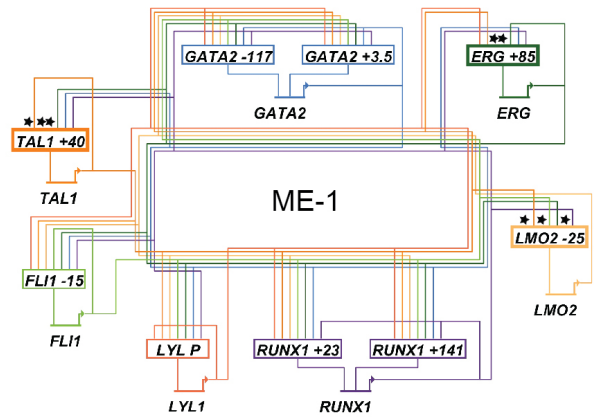 GATA2 -117
GATA2 +3.5
ERG +85
GATA2
ERG
TAL1 +40
TAL1
ME-1
LMO2 -25
FLI1 -15
LMO2
FLI1
LYL P
RUNX1 +23
RUNX1 +141
LYL1
RUNX1